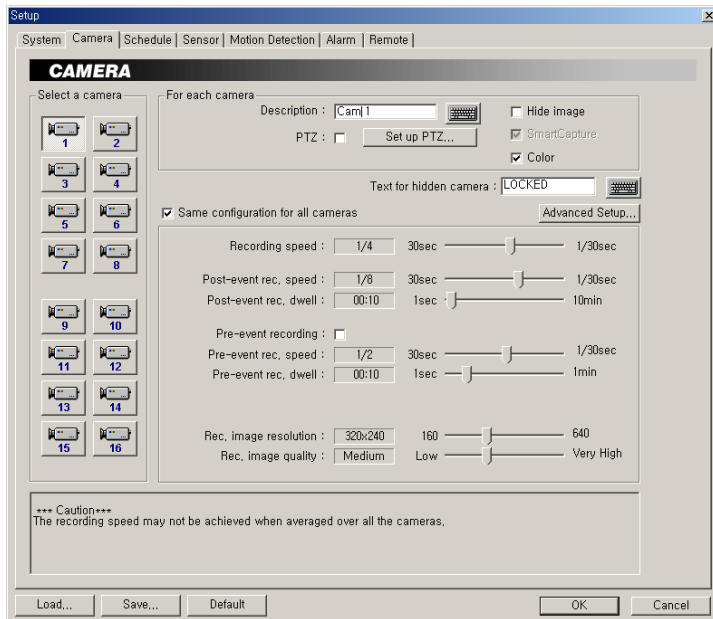 Setup
System Camera Schedule Sensor Motion Detection Alarm Remote
CAMERA
Select a camera
1 2
3 4
5 6
7 8
9 10
11 12
13 14
15 16
For each camera
Description : Cam 1
Hide image
PTZ : Set up PTZ...
SmartCapture
Color
Text for hidden camera : LOCKED
Same configuration for all cameras
Advanced Setup...
Recording speed : 1/4 30sec 1/30sec
Post-event rec. speed : 1/8 30sec 1/30sec
Post-event rec. dwell : 00:10 1sec 10min
Pre-event recording :
Pre-event rec. speed : 1/2 30sec 1/30sec
Pre-event rec. dwell : 00:10 1sec 1min
Rec. image resolution : 320x240 160 640
Rec. image quality : Medium Low Very High
*** Caution***
The recording speed may not be achieved when averaged over all the cameras.
Load... Save... Default OK Cancel